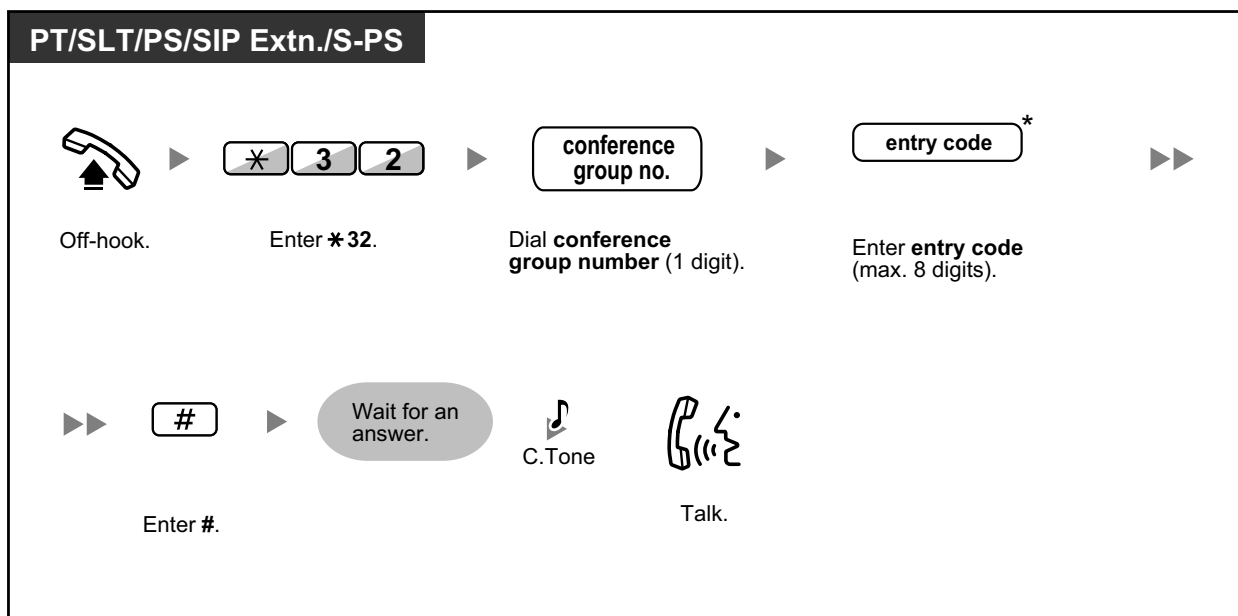 PT/SLT/PS/SIP Extn./S-PS
✳ 3 2
conference
group no.
entry code
*
Off-hook.
Enter ✳32.
Dial conference
group number (1 digit).
Enter entry code
(max. 8 digits).
#
Wait for an
answer.
C.Tone
Enter #.
Talk.